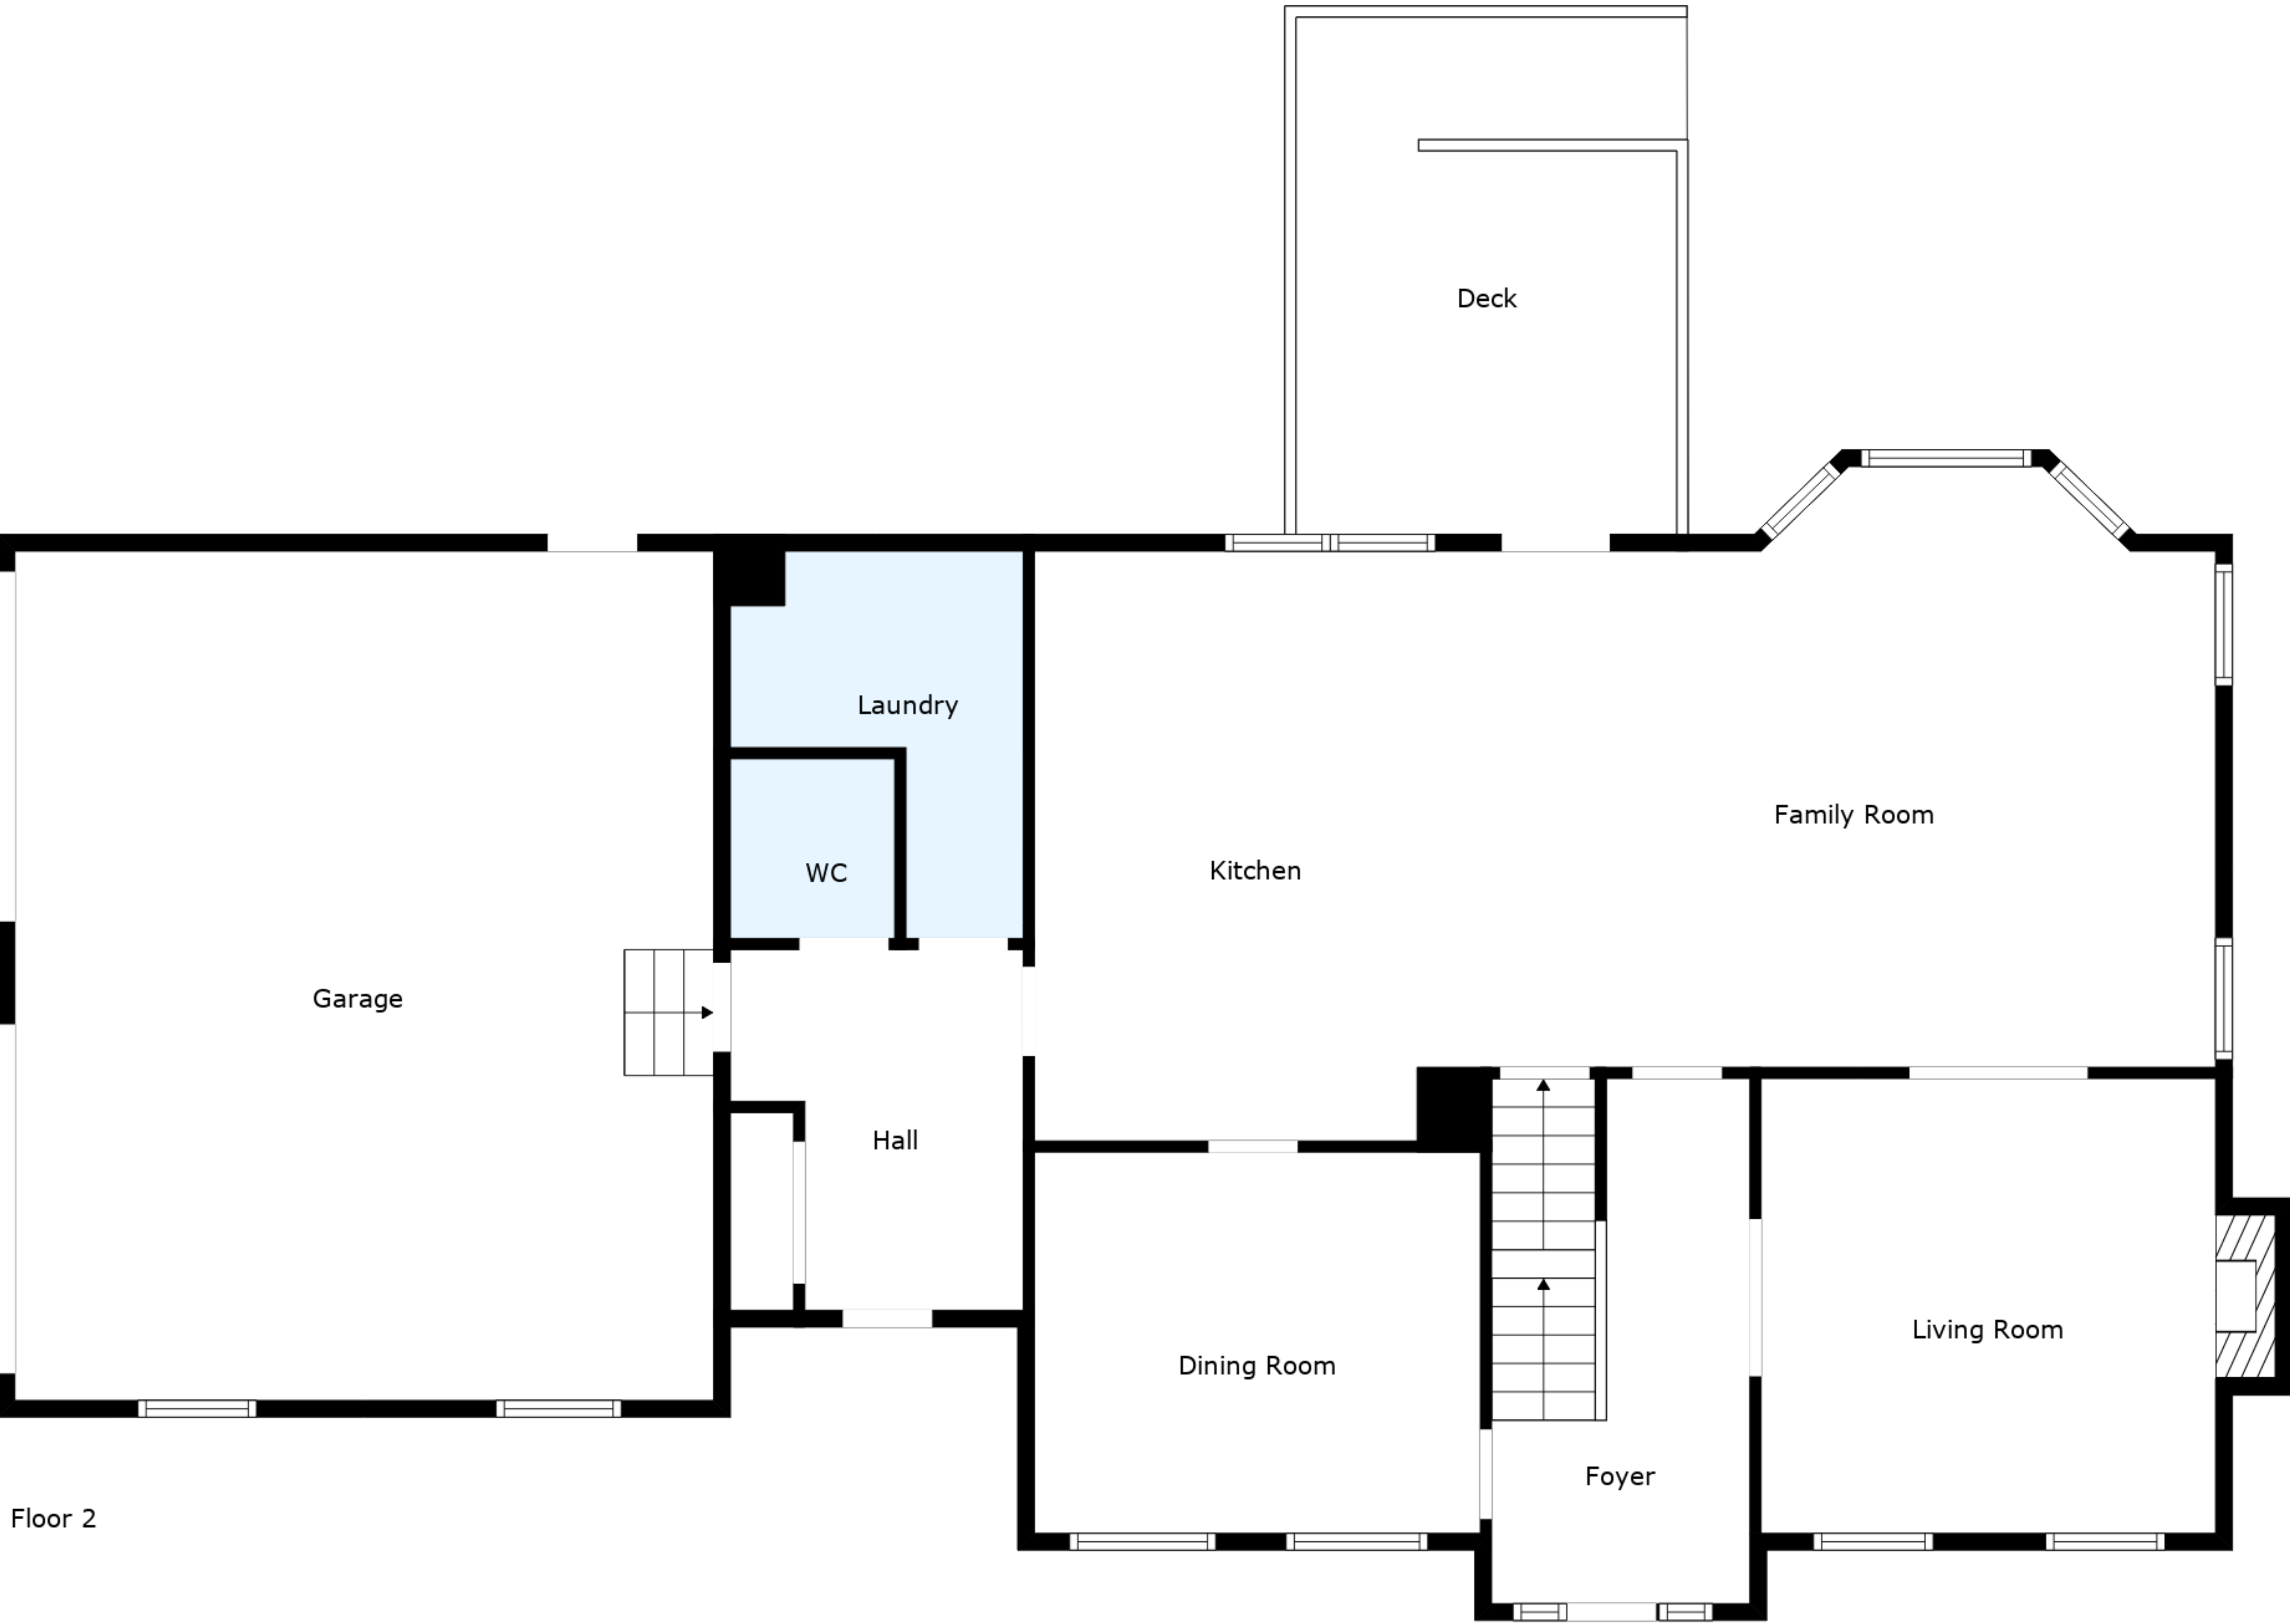 Deck
Laundry
Family Room
Kitchen
WC
Garage
Hall
Living Room
Dining Room
Foyer
Floor 2